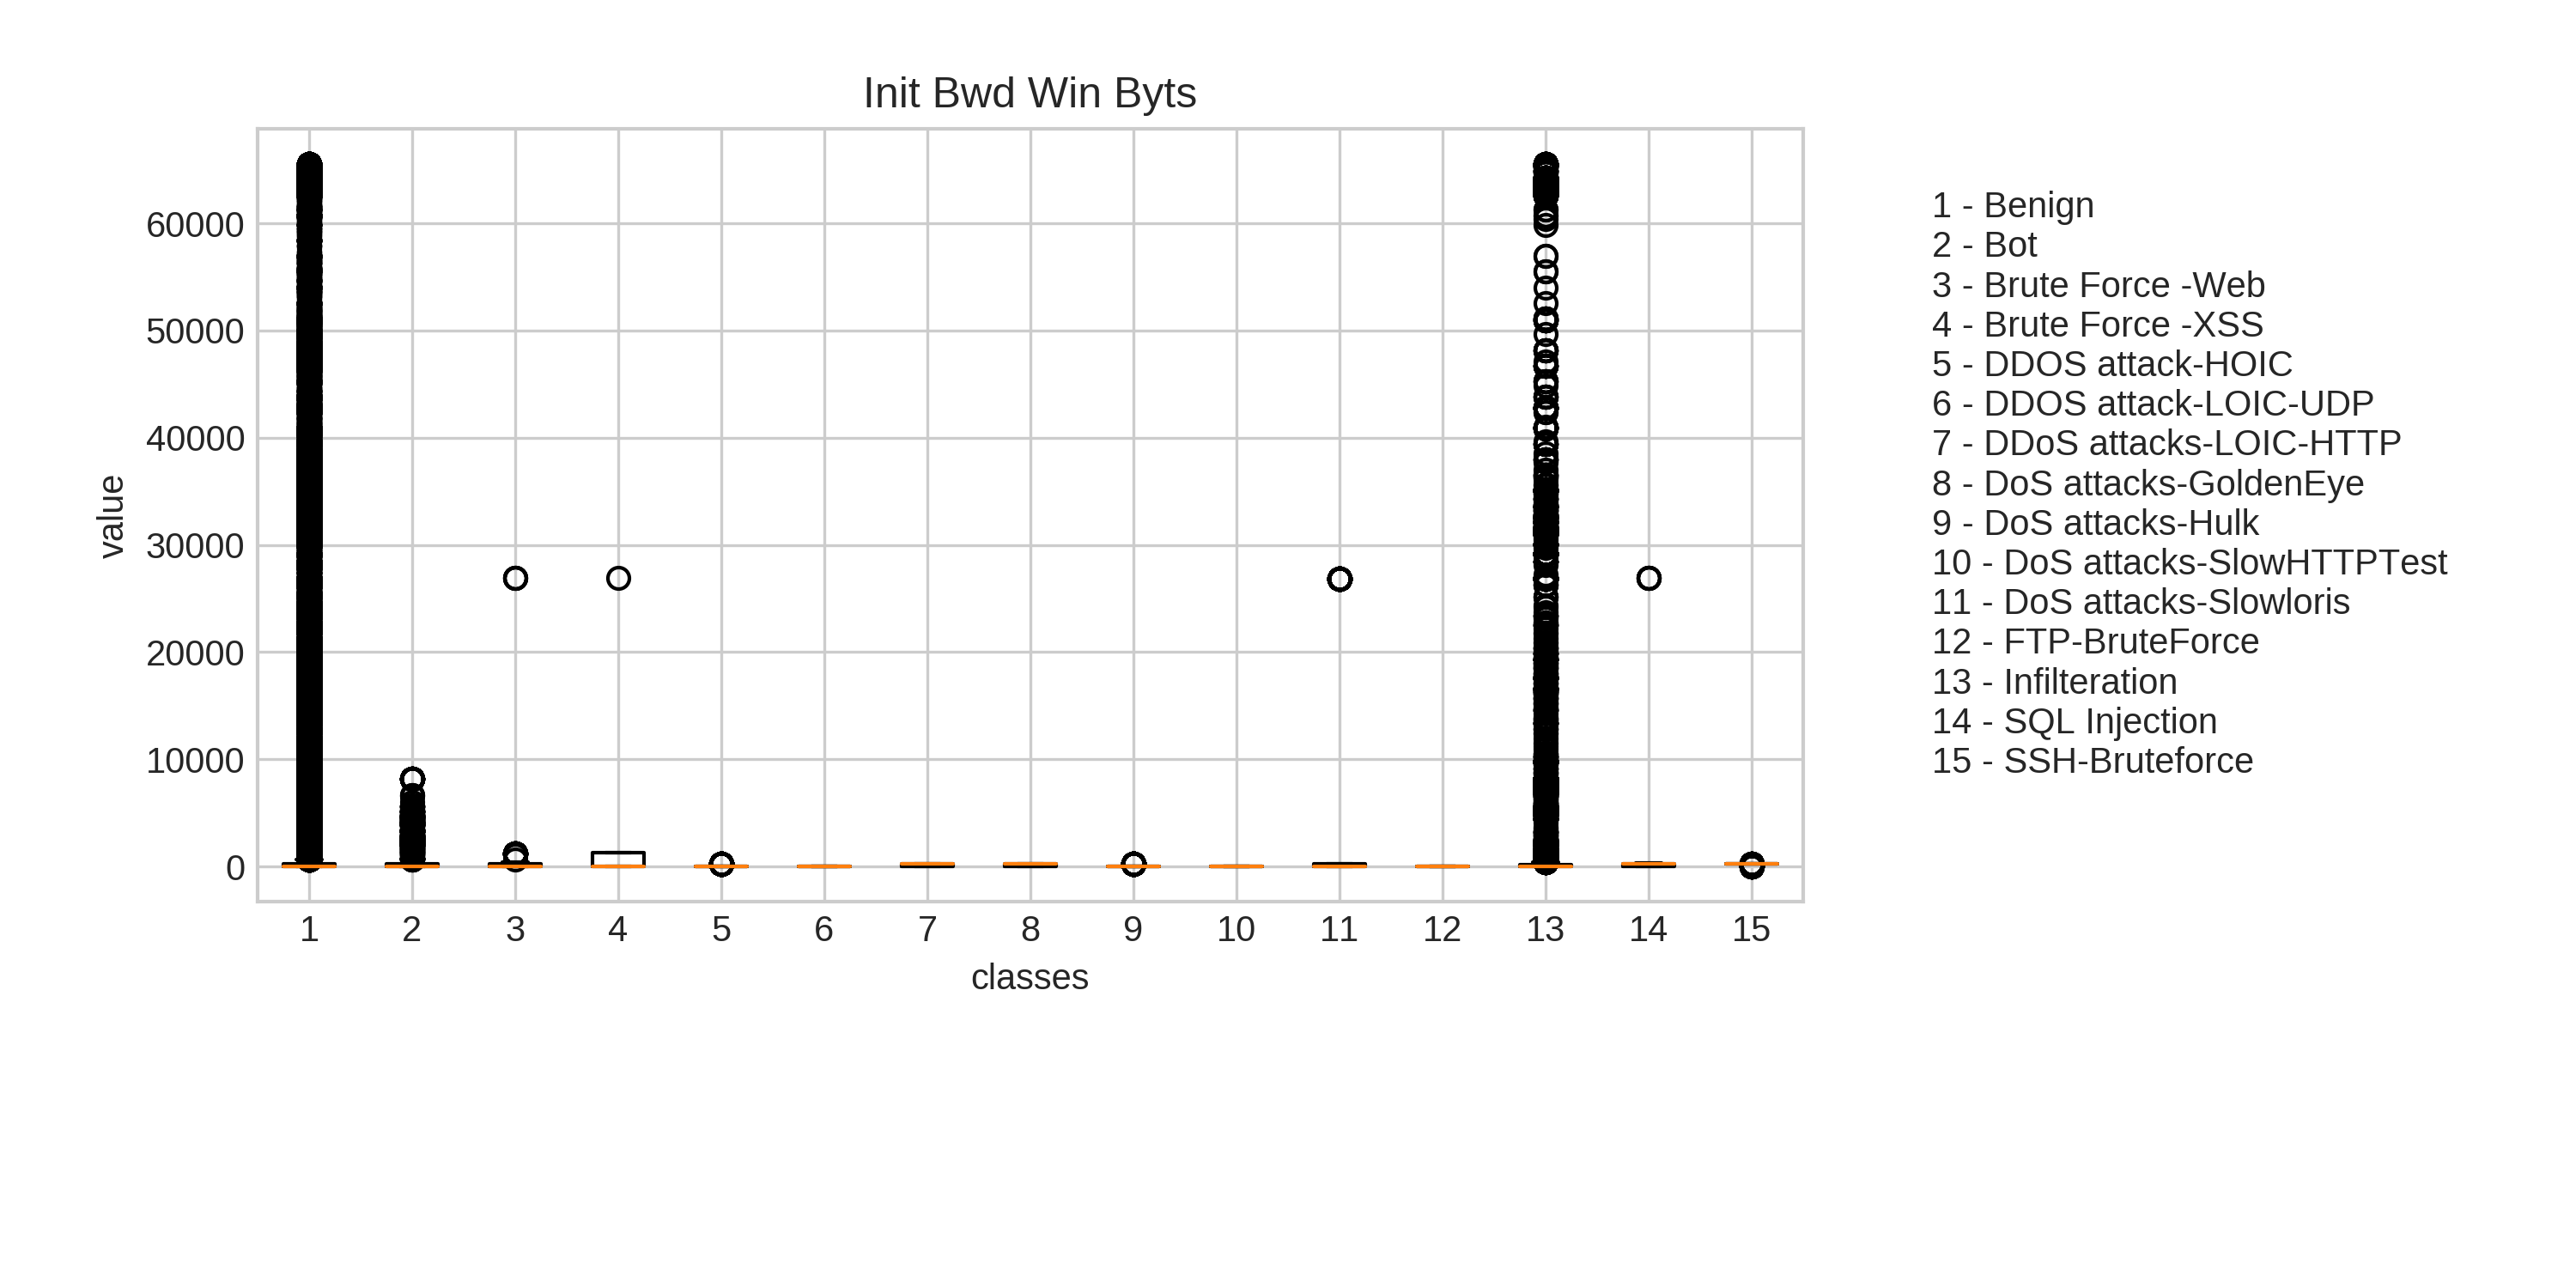 Init Bwd Win Byts
value
60000
50000
40000
30000
20000
10000
0
1 2 3 4 5 6 7 8 9 10 11 12 13 14 15
classes
1 - Benign
2 - Bot
3 - Brute Force -Web
4 - Brute Force -XSS
5 - DDOS attack-HOIC
6 - DDOS attack-LOIC-UDP
7 - DDoS attacks-LOIC-HTTP
8 - DoS attacks-GoldenEye
9 - DoS attacks-Hulk
10 - DoS attacks-SlowHTTPTest
11 - DoS attacks-Slowloris
12 - FTP-BruteForce
13 - Infilteration
14 - SQL Injection
15 - SSH-Bruteforce